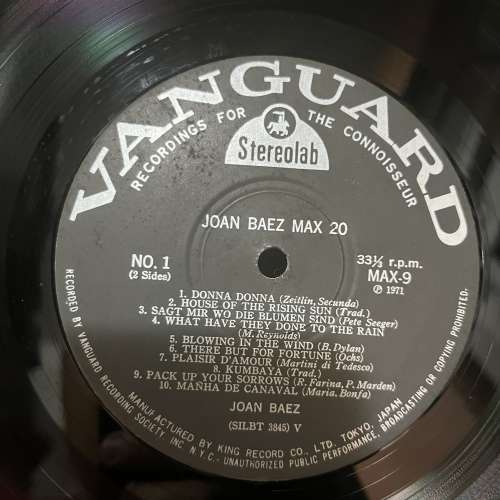 VANGUARD
RECORDINGS FOR THE CONNOISSEUR
Stereolab
JOAN BAEZ MAX 20
NO. 1
(2 Sides)
33⅓ r.p.m.
MAX-9
℗ 1971
1. DONNA DONNA (Zeitlin, Secunda)
2. HOUSE OF THE RISING SUN (Trad.)
3. SAGT MIR WO DIE BLUMEN SIND (Pete Seeger)
4. WHAT HAVE THEY DONE TO THE RAIN
(M. Reynolds)
5. BLOWING IN THE WIND (B. Dylan)
6. THERE BUT FOR FORTUNE (Ochs)
7. PLAISIR D'AMOUR (Martini di Tedesco)
8. KUMBAYA (Trad.)
9. PACK UP YOUR SORROWS (R. Farina, P. Marden)
10. MANHA DE CANAVAL (Maria, Bonfa)
JOAN BAEZ
(SILBT 3845) V
MANUFACTURED BY KING RECORD CO., LTD. TOKYO, JAPAN
RECORDED BY VANGUARD RECORDING SOCIETY INC. N.Y.C. - UNAUTHORIZED PUBLIC PERFORMANCE, BROADCASTING OR COPYING THIS RECORD PROHIBITED.